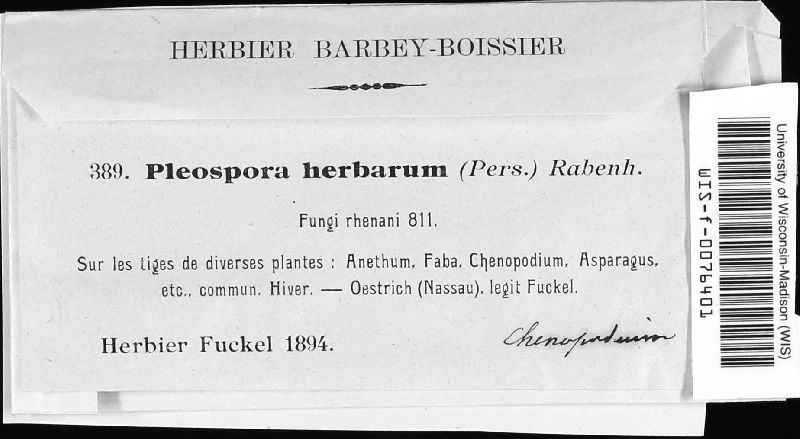 HERBIER BARBEY-BOISSIER
389. Pleospora herbarum (Pers.) Rabenh.
Fungi rhenani 811.
Sur les tiges de diverses plantes : Anethum, Faba, Chenopodium, Asparagus,
etc., commun. Hiver. — Oestrich (Nassau), legit Fuckel.
Herbier Fuckel 1894.
Chenopodium
University of Wisconsin-Madison (WIS)
WIS-f-0076401